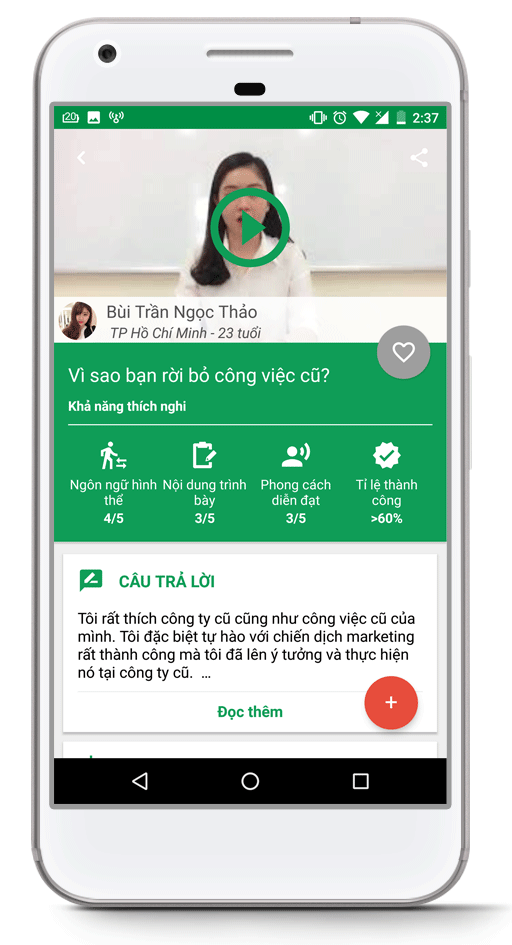 20
2:37
Bùi Trần Ngọc Thảo
TP Hồ Chí Minh - 23 tuổi
Vì sao bạn rời bỏ công việc cũ?
Khả năng thích nghi
Ngôn ngữ hình thể
4/5
Nội dung trình bày
3/5
Phong cách diễn đạt
3/5
Tỉ lệ thành công
>60%
CÂU TRẢ LỜI
Tôi rất thích công ty cũ cũng như công việc cũ của
mình. Tôi đặc biệt tự hào với chiến dịch marketing
rất thành công mà tôi đã lên ý tưởng và thực hiện
nó tại công ty cũ. ...
Đọc thêm